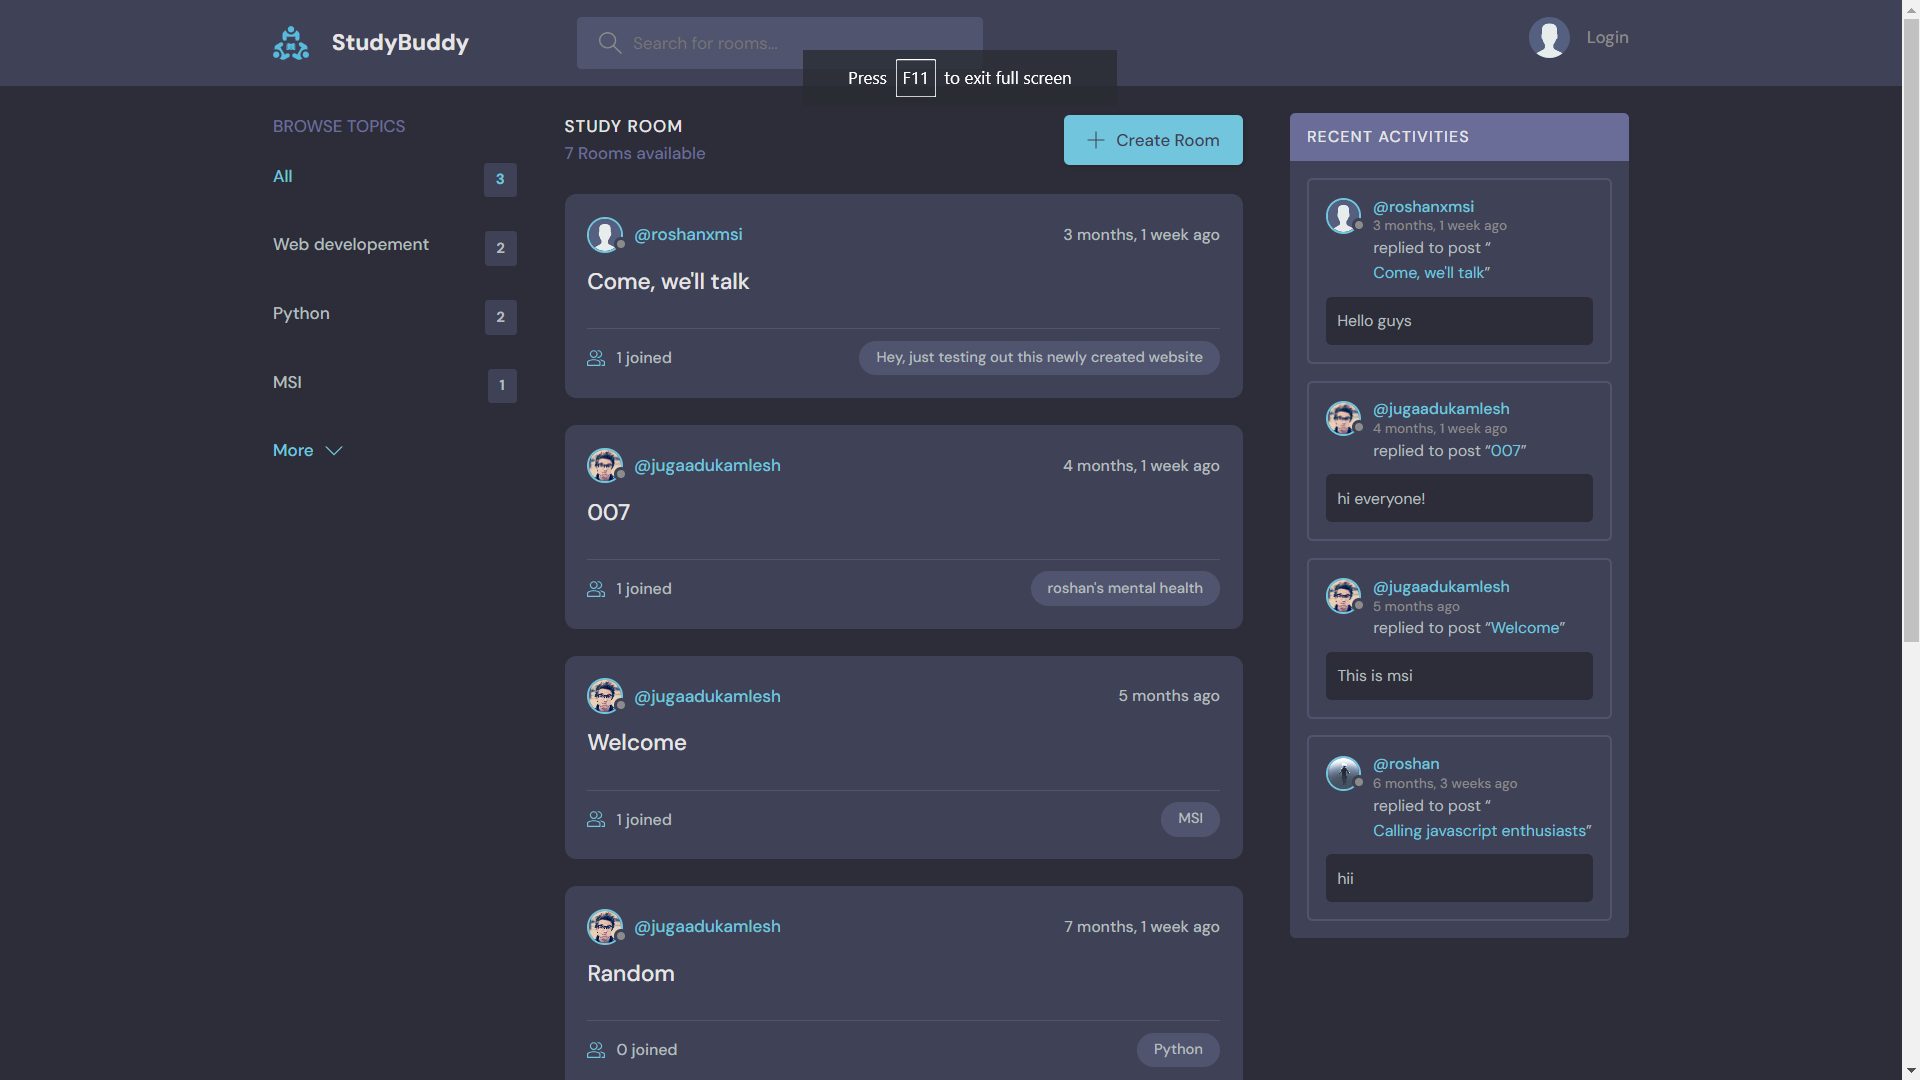 StudyBuddy
Search for rooms...
Login
Press F11 to exit full screen
BROWSE TOPICS
All 3
Web developement 2
Python 2
MSI 1
More
STUDY ROOM
7 Rooms available
Create Room
@roshanxmsi 3 months, 1 week ago
Come, we'll talk
1 joined Hey, just testing out this newly created website
@jugaadukamlesh 4 months, 1 week ago
007
1 joined roshan's mental health
@jugaadukamlesh 5 months ago
Welcome
1 joined MSI
@jugaadukamlesh 7 months, 1 week ago
Random
0 joined Python
RECENT ACTIVITIES
@roshanxmsi
3 months, 1 week ago
replied to post “
Come, we'll talk”
Hello guys
@jugaadukamlesh
4 months, 1 week ago
replied to post “007”
hi everyone!
@jugaadukamlesh
5 months ago
replied to post “Welcome”
This is msi
@roshan
6 months, 3 weeks ago
replied to post “
Calling javascript enthusiasts”
hii